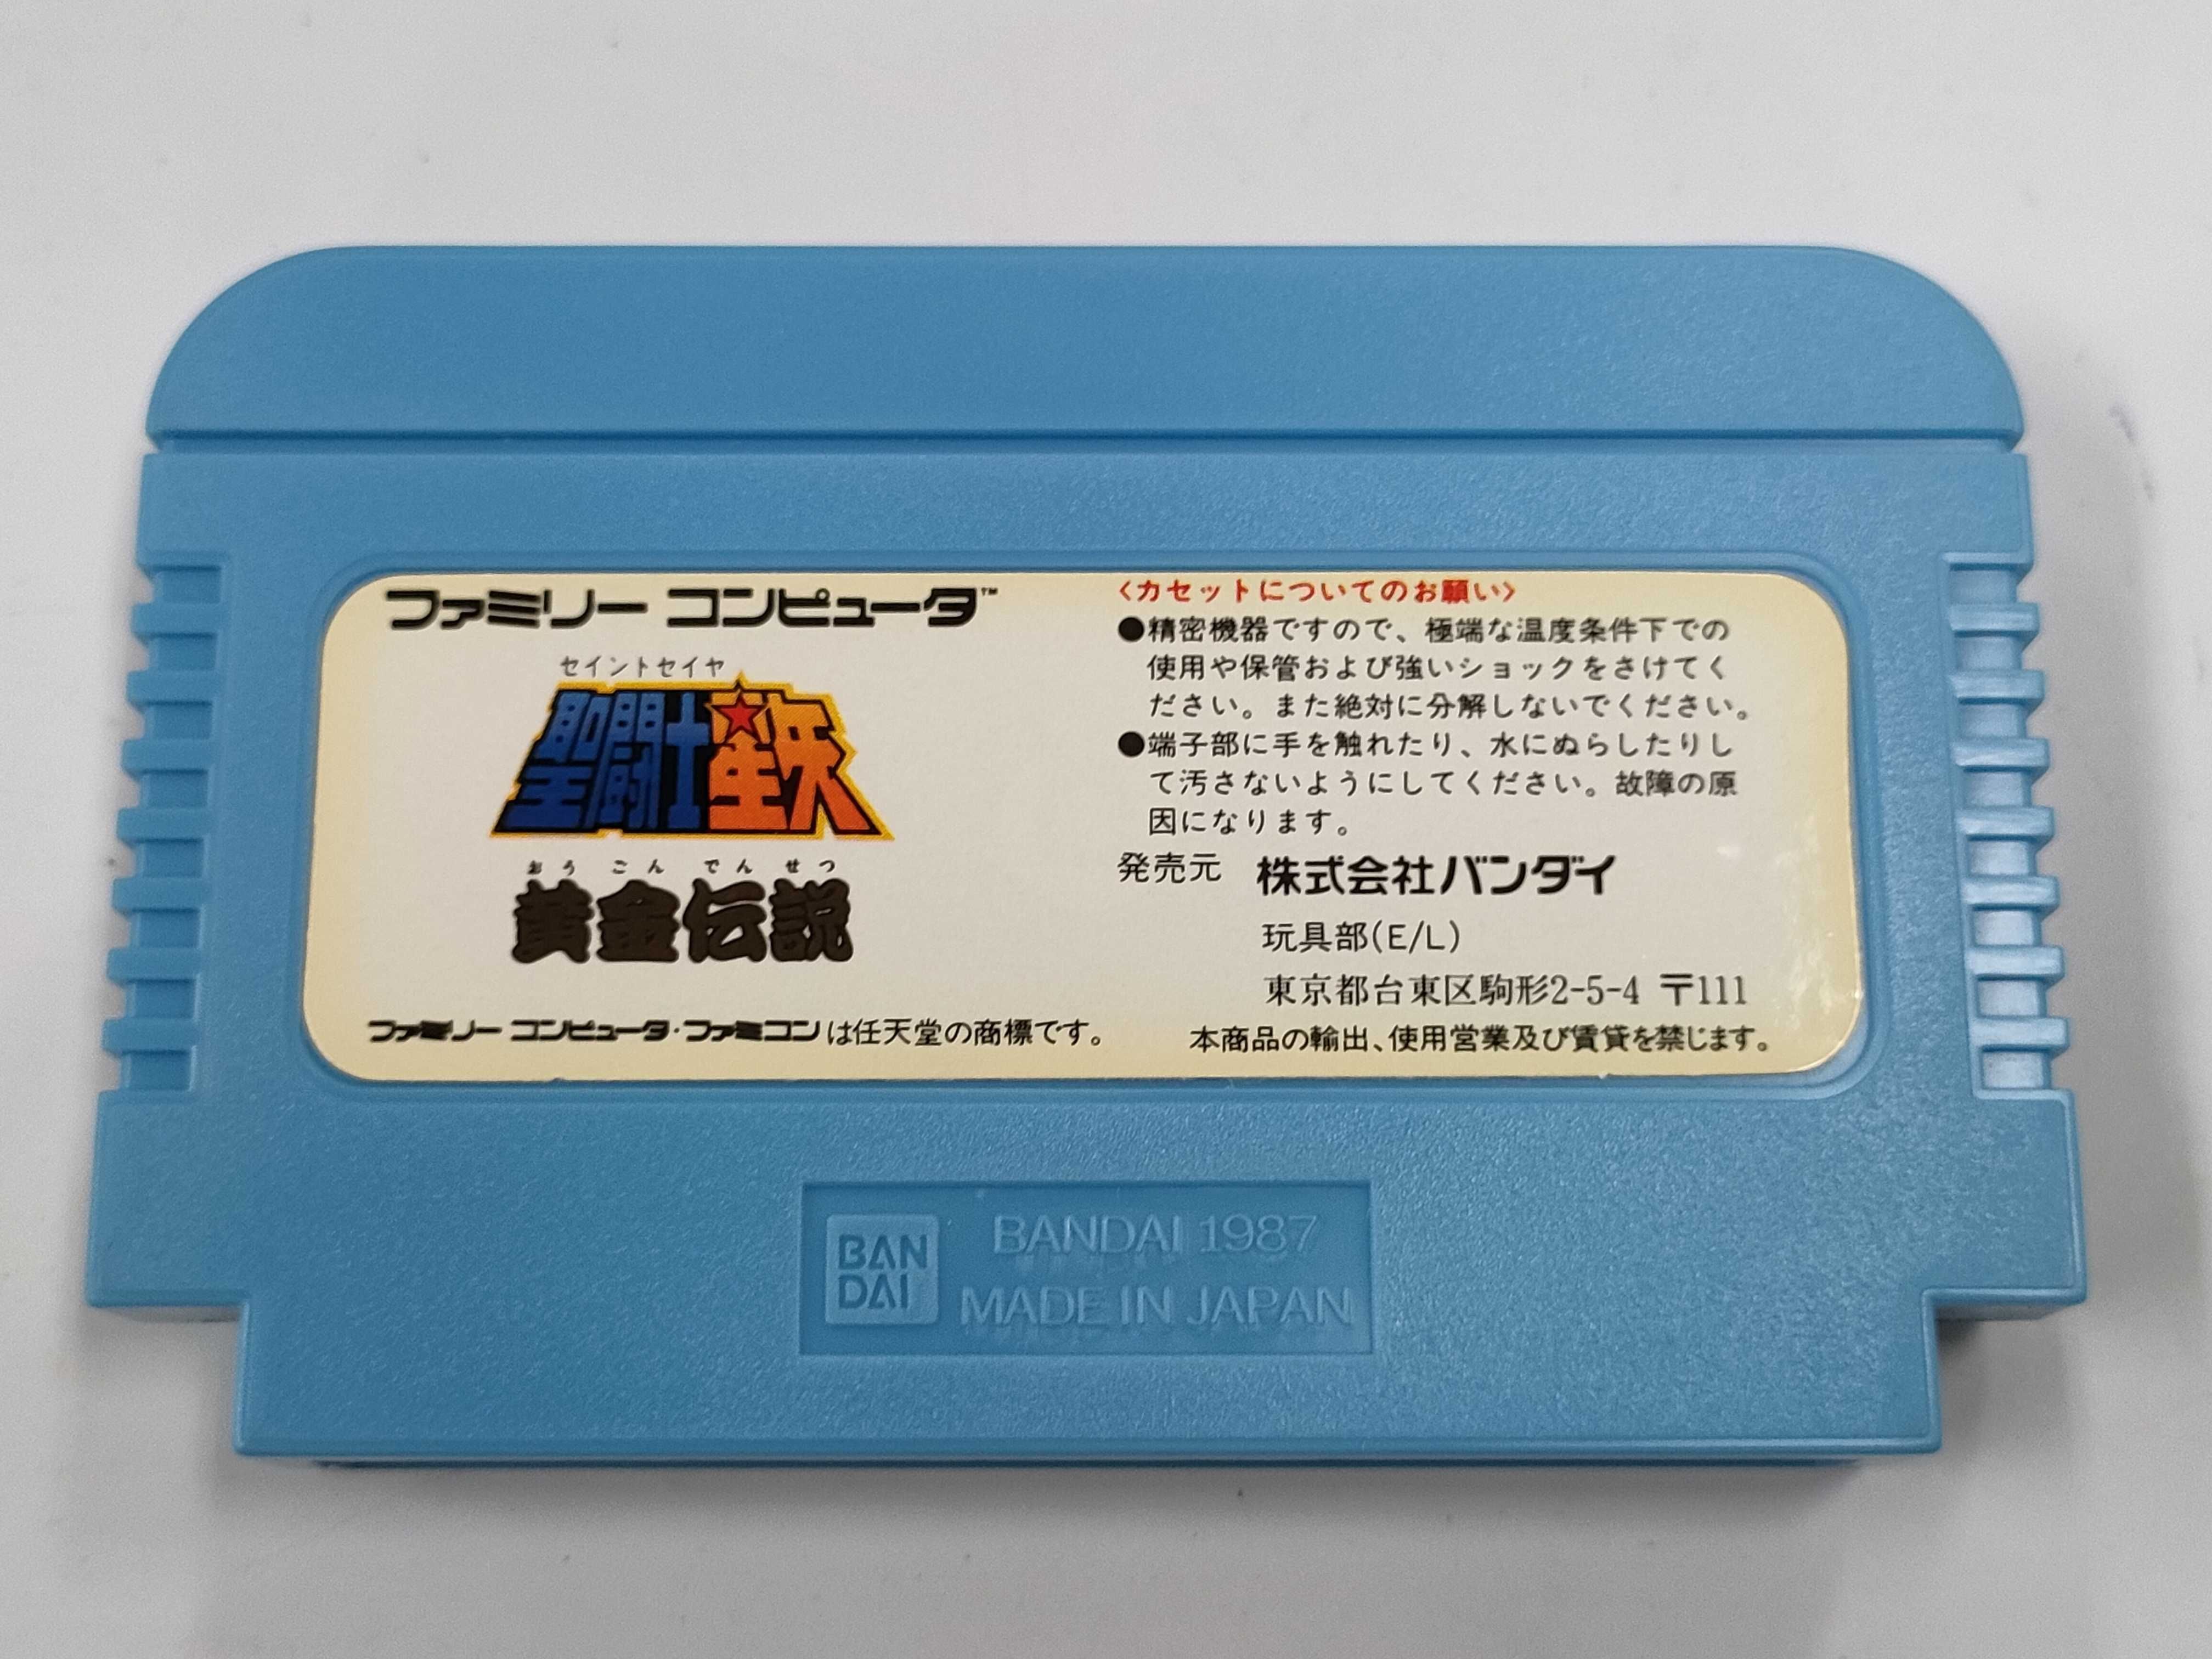 ファミリー コンピュータ™
セイントセイヤ
聖闘士星矢
おうごんでんせつ
黄金伝説
ファミリー コンピュータ・ファミコンは任天堂の商標です。
〈カセットについてのお願い〉
●精密機器ですので、極端な温度条件下での
使用や保管および強いショックをさけてく
ださい。また絶対に分解しないでください。
●端子部に手を触れたり、水にぬらしたりし
て汚さないようにしてください。故障の原
因になります。
発売元 株式会社バンダイ
玩具部(E/L)
東京都台東区駒形2-5-4 〒111
本商品の輸出、使用営業及び賃貸を禁じます。
BAN
DAI
BANDAI 1987
MADE IN JAPAN